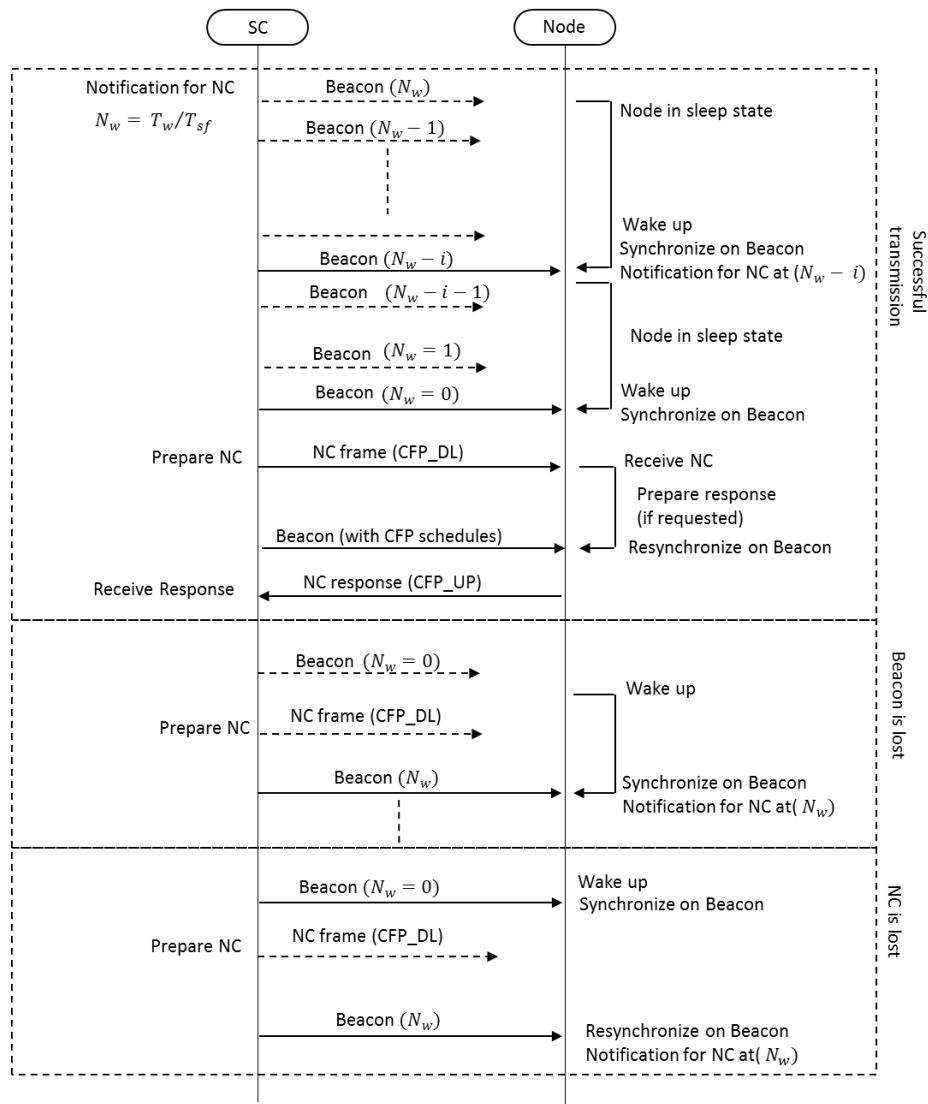 SC
Node
Notification for NC
N_w = T_w/T_sf
Beacon (N_w)
Node in sleep state
Beacon (N_w − 1)
Wake up
Synchronize on Beacon
Notification for NC at (N_w − i)
Beacon (N_w − i)
Beacon (N_w − i − 1)
Node in sleep state
Beacon (N_w = 1)
Beacon (N_w = 0)
Wake up
Synchronize on Beacon
Prepare NC
NC frame (CFP_DL)
Receive NC
Prepare response
(if requested)
Beacon (with CFP schedules)
Resynchronize on Beacon
Receive Response
NC response (CFP_UP)
Successful
transmission
Beacon (N_w = 0)
Wake up
Prepare NC
NC frame (CFP_DL)
Beacon (N_w)
Synchronize on Beacon
Notification for NC at( N_w)
Beacon is lost
Beacon (N_w = 0)
Wake up
Synchronize on Beacon
Prepare NC
NC frame (CFP_DL)
Beacon (N_w)
Resynchronize on Beacon
Notification for NC at( N_w)
NC is lost